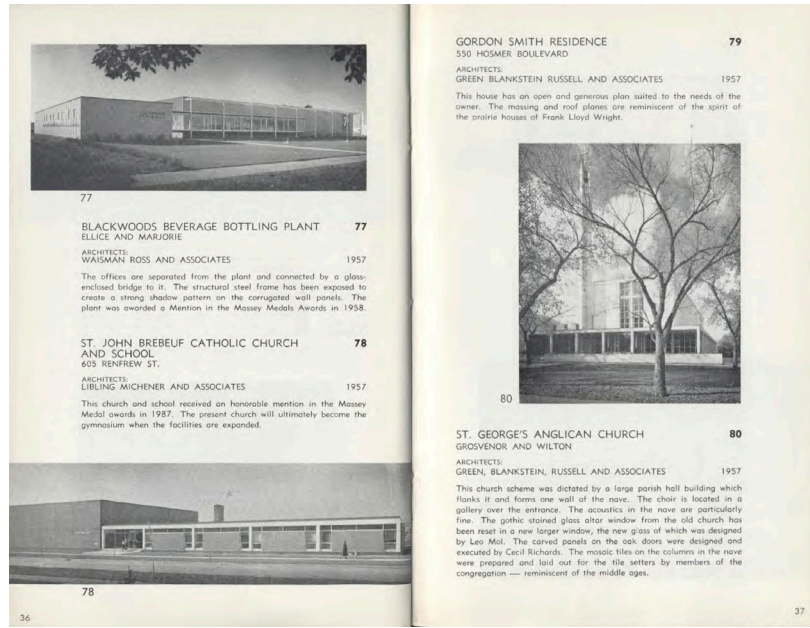 77
BLACKWOODS BEVERAGE BOTTLING PLANT 77
ELLICE AND MARJORIE
ARCHITECTS:
WAISMAN ROSS AND ASSOCIATES 1957
The offices are separated from the plant and connected by a glass-
enclosed bridge to it. The structural steel frame has been exposed to
create a strong shadow pattern on the corrugated wall panels. The
plant was awarded a Mention in the Massey Medals Awards in 1958.
ST. JOHN BREBEUF CATHOLIC CHURCH 78
AND SCHOOL
605 RENFREW ST.
ARCHITECTS:
LIBLING MICHENER AND ASSOCIATES 1957
This church and school received an honorable mention in the Massey
Medal awards in 1987. The present church will ultimately become the
gymnasium when the facilities are expanded.
78
36
GORDON SMITH RESIDENCE 79
550 HOSMER BOULEVARD
ARCHITECTS:
GREEN BLANKSTEIN RUSSELL AND ASSOCIATES 1957
This house has an open and generous plan suited to the needs of the
owner. The massing and roof planes are reminiscent of the spirit of
the prairie houses of Frank Lloyd Wright.
80
ST. GEORGE'S ANGLICAN CHURCH 80
GROSVENOR AND WILTON
ARCHITECTS:
GREEN, BLANKSTEIN, RUSSELL AND ASSOCIATES 1957
This church scheme was dictated by a large parish hall building which
flanks it and forms one wall of the nave. The choir is located in a
gallery over the entrance. The acoustics in the nave are particularly
fine. The gothic stained glass altar window from the old church has
been reset in a new larger window, the new glass of which was designed
by Leo Mol. The carved panels on the oak doors were designed and
executed by Cecil Richards. The mosaic tiles on the columns in the nave
were prepared and laid out for the tile setters by members of the
congregation — reminiscent of the middle ages.
37